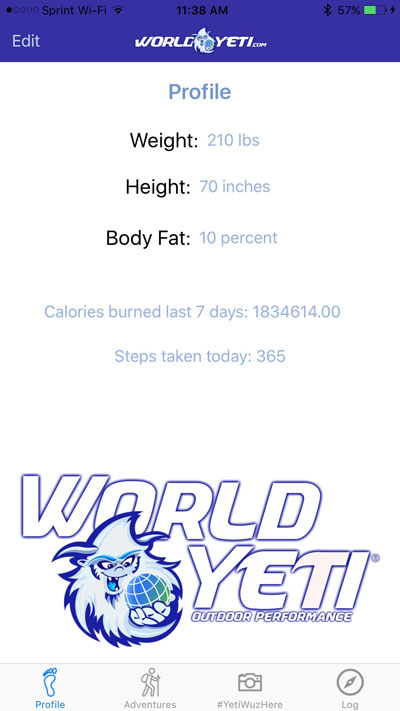 Sprint Wi-Fi 11:38 AM 57%
Edit WORLD YETI.COM
Profile
Weight: 210 lbs
Height: 70 inches
Body Fat: 10 percent
Calories burned last 7 days: 1834614.00
Steps taken today: 365
WORLD
YETI®
OUTDOOR PERFORMANCE
Profile Adventures #YetiWuzHere Log